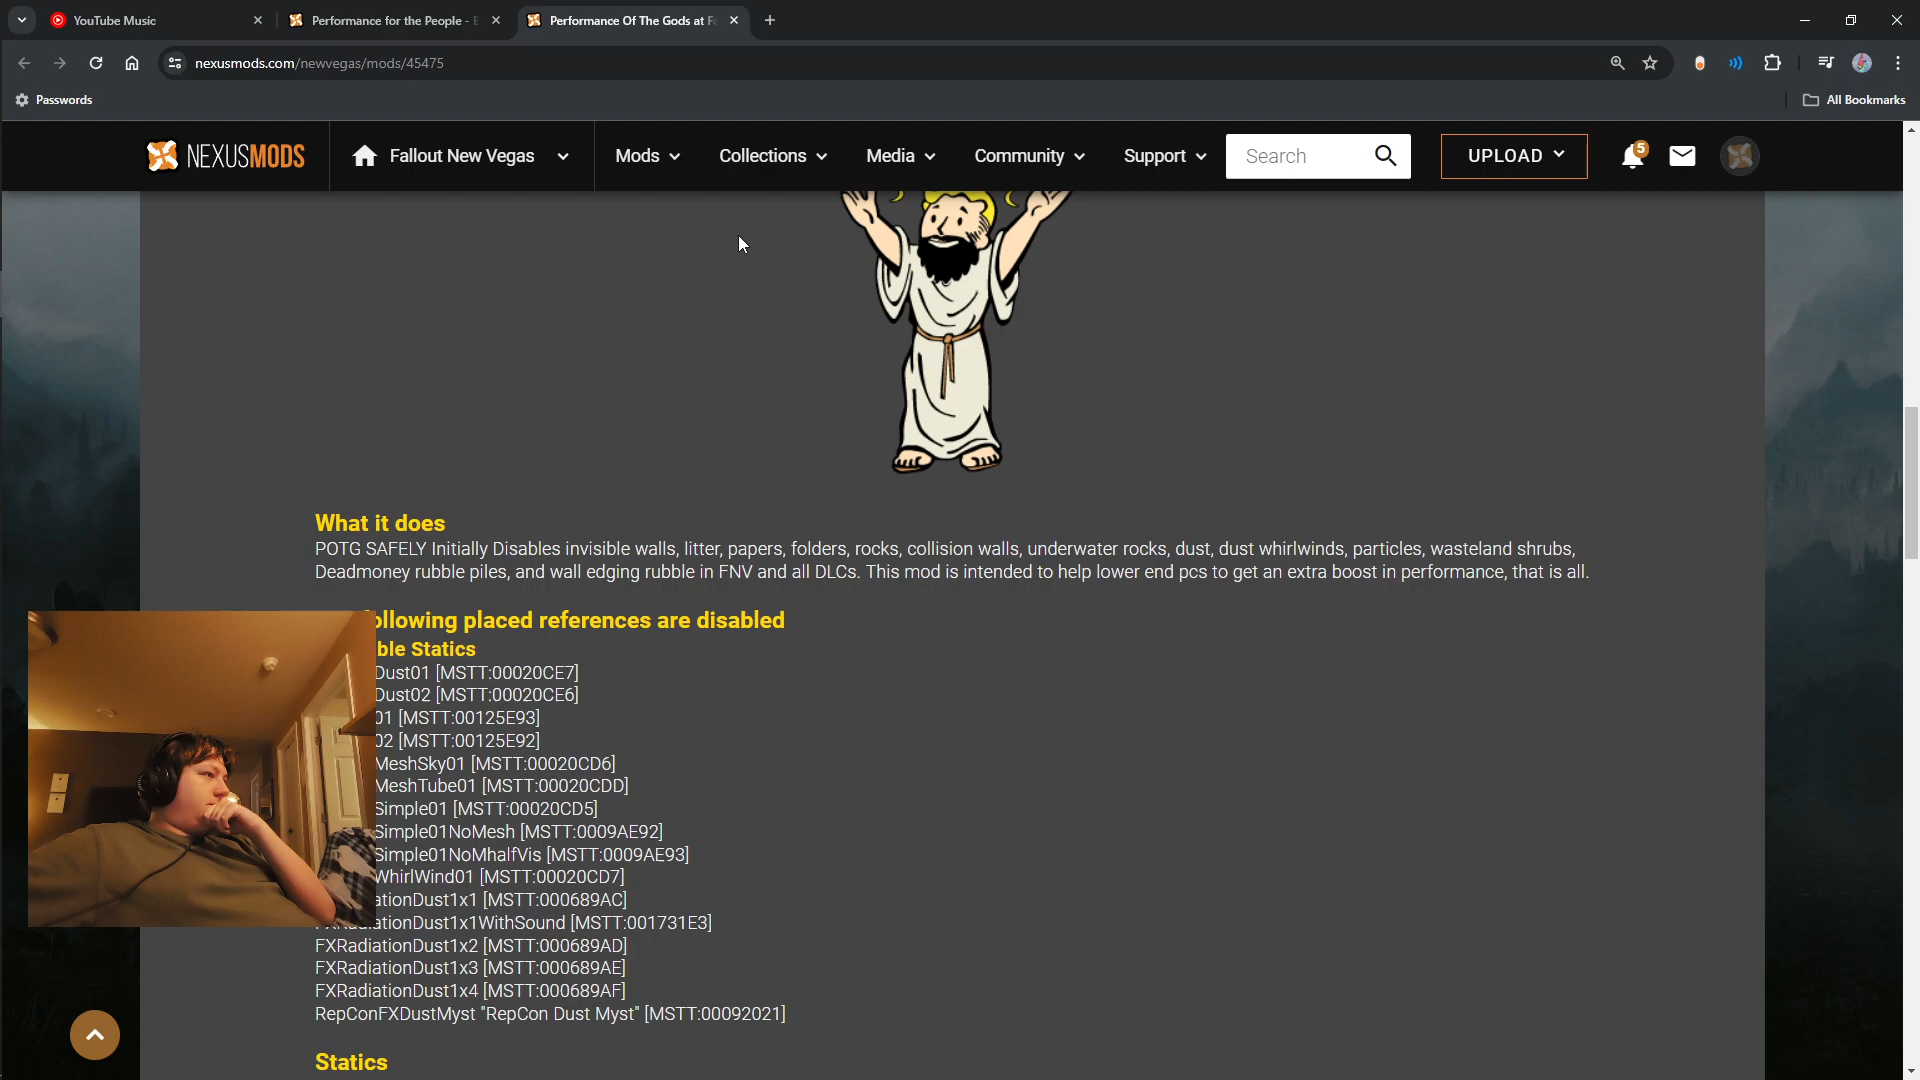 YouTube Music
Performance for the People -
Performance Of The Gods at
nexusmods.com/newvegas/mods/45475
Passwords
All Bookmarks
NEXUSMODS
Fallout New Vegas
Mods
Collections
Media
Community
Support
Search
UPLOAD
5
What it does
POTG SAFELY Initially Disables invisible walls, litter, papers, folders, rocks, collision walls, underwater rocks, dust, dust whirlwinds, particles, wasteland shrubs,
Deadmoney rubble piles, and wall edging rubble in FNV and all DLCs. This mod is intended to help lower end pcs to get an extra boost in performance, that is all.
ollowing placed references are disabled
ble Statics
Dust01 [MSTT:00020CE7]
Dust02 [MSTT:00020CE6]
01 [MSTT:00125E93]
02 [MSTT:00125E92]
MeshSky01 [MSTT:00020CD6]
MeshTube01 [MSTT:00020CDD]
Simple01 [MSTT:00020CD5]
Simple01NoMesh [MSTT:0009AE92]
Simple01NoMhalfVis [MSTT:0009AE93]
WhirlWind01 [MSTT:00020CD7]
ationDust1x1 [MSTT:000689AC]
ationDust1x1WithSound [MSTT:001731E3]
FXRadiationDust1x2 [MSTT:000689AD]
FXRadiationDust1x3 [MSTT:000689AE]
FXRadiationDust1x4 [MSTT:000689AF]
RepConFXDustMyst "RepCon Dust Myst" [MSTT:00092021]
Statics